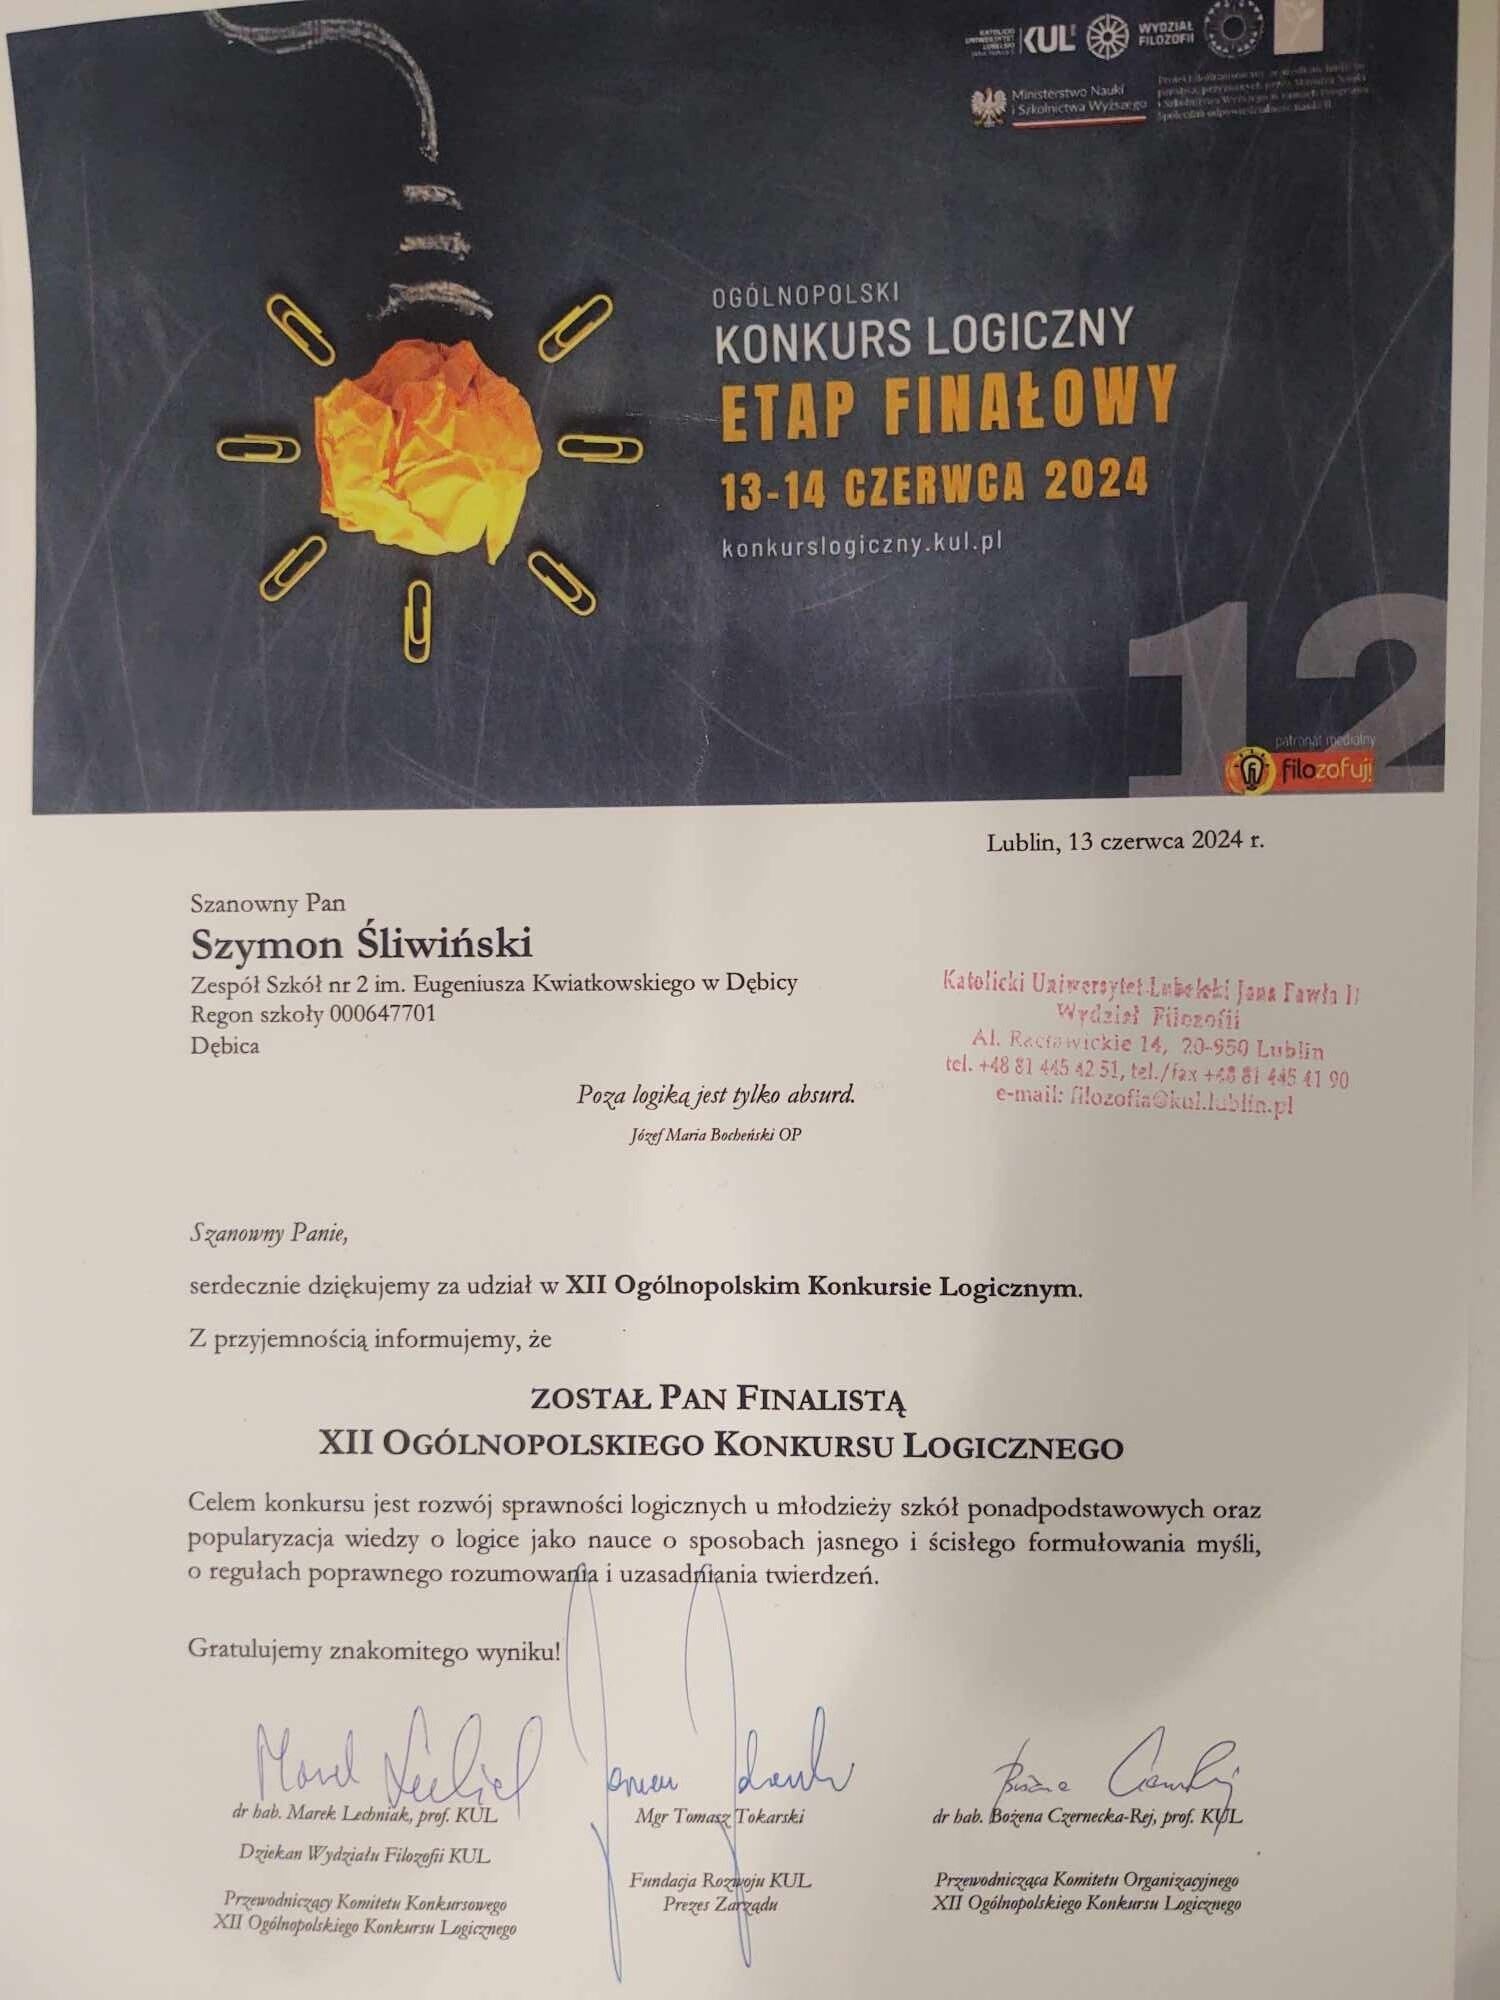 KATOLICKI
UNIWERSYTET
LUBELSKI
KUL
WYDZIAŁ
FILOZOFII
Ministerstwo Nauki
i Szkolnictwa Wyższego
OGÓLNOPOLSKI
KONKURS LOGICZNY
ETAP FINAŁOWY
13-14 CZERWCA 2024
konkurslogiczny.kul.pl
12
patronat medialny
filozofuj!
Lublin, 13 czerwca 2024 r.
Szanowny Pan
Szymon Śliwiński
Zespół Szkół nr 2 im. Eugeniusza Kwiatkowskiego w Dębicy
Regon szkoły 000647701
Dębica
Katolicki Uniwersytet Lubelski Jana Pawła II
Wydział Filozofii
Al. Racławickie 14, 20-950 Lublin
tel. +48 81 445 42 51, tel./fax +48 81 445 41 90
e-mail: filozofia@kul.lublin.pl
Poza logiką jest tylko absurd.
Józef Maria Bocheński OP
Szanowny Panie,
serdecznie dziękujemy za udział w XII Ogólnopolskim Konkursie Logicznym.
Z przyjemnością informujemy, że
ZOSTAŁ PAN FINALISTĄ
XII OGÓLNOPOLSKIEGO KONKURSU LOGICZNEGO
Celem konkursu jest rozwój sprawności logicznych u młodzieży szkół ponadpodstawowych oraz
popularyzacja wiedzy o logice jako nauce o sposobach jasnego i ścisłego formułowania myśli,
o regułach poprawnego rozumowania i uzasadniania twierdzeń.
Gratulujemy znakomitego wyniku!
dr hab. Marek Lechniak, prof. KUL
Dziekan Wydziału Filozofii KUL
Przewodniczący Komitetu Konkursowego
XII Ogólnopolskiego Konkursu Logicznego
Mgr Tomasz Tokarski
Fundacja Rozwoju KUL
Prezes Zarządu
dr hab. Bożena Czernecka-Rej, prof. KUL
Przewodnicząca Komitetu Organizacyjnego
XII Ogólnopolskiego Konkursu Logicznego